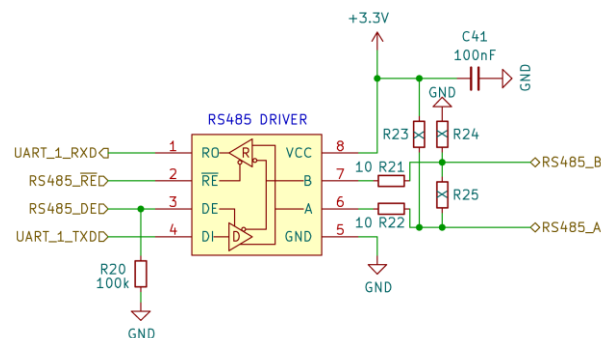 +3.3V
C41
100nF
GND
GND
RS485 DRIVER
R23
R24
UART_1_RXD
1
RO
R
VCC
8
RS485_B
RS485_RE
2
RE
B
7
10
R21
RS485_DE
3
DE
A
6
10
R22
R25
RS485_A
UART_1_TXD
4
DI
D
GND
5
R20
100k
GND
GND